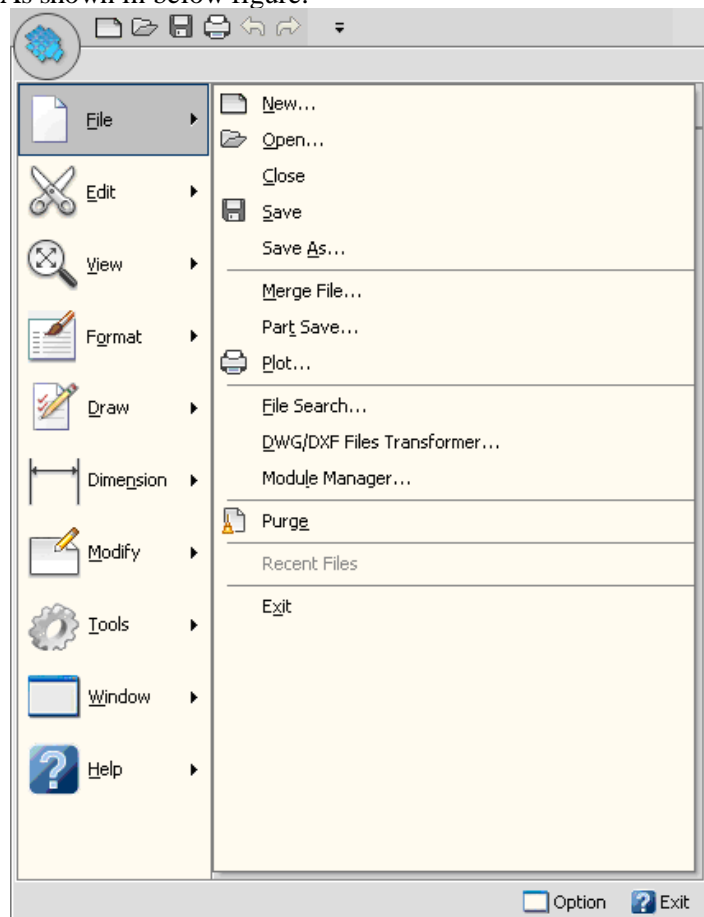 As shown in below figure.
File
Edit
View
Format
Draw
Dimension
Modify
Tools
Window
Help
New...
Open...
Close
Save
Save As...
Merge File...
Part Save...
Plot...
File Search...
DWG/DXF Files Transformer...
Module Manager...
Purge
Recent Files
Exit
Option
Exit